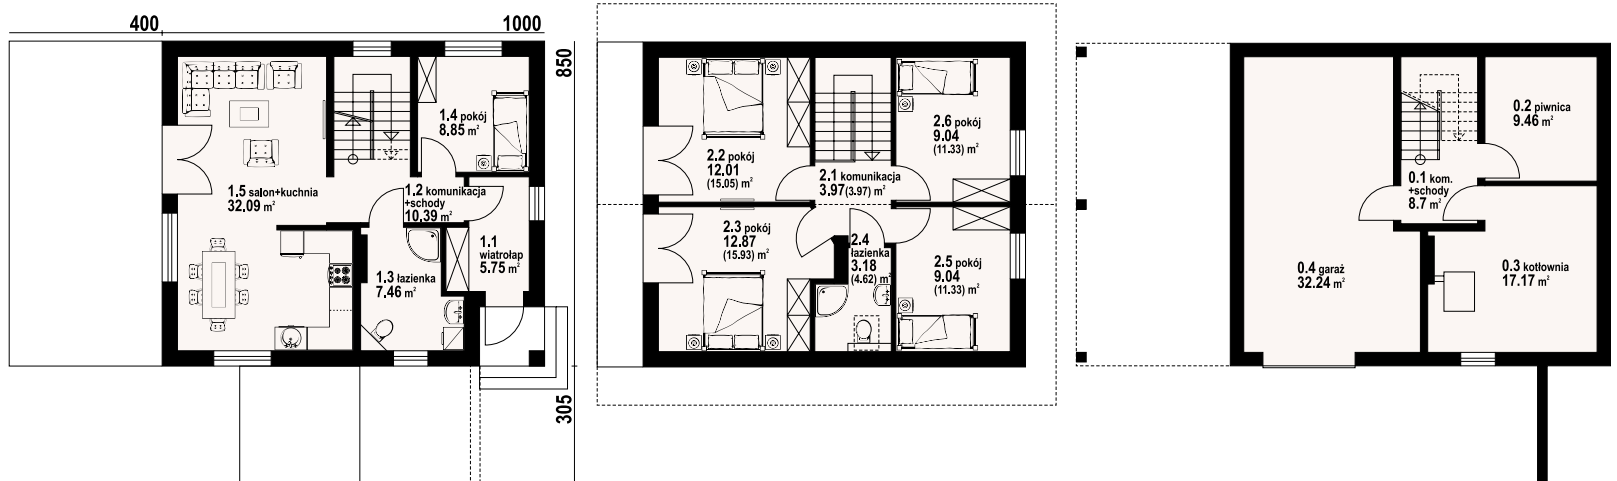 400
1000
850
305
1.4 pokój
8,85 m²
1.5 salon+kuchnia
32,09 m²
1.2 komunikacja
+schody
10,39 m²
1.1
wiatrołap
5.75 m²
1.3 łazienka
7.46 m²
2.2 pokój
12.01
(15.05) m²
2.6 pokój
9.04
(11.33) m²
2.1 komunikacja
3.97(3.97) m²
2.3 pokój
12.87
(15.93) m²
2.4
łazienka
3.18
(4.62) m²
2.5 pokój
9.04
(11.33) m²
0.2 piwnica
9.46 m²
0.1 kom.
+schody
8.7 m²
0.4 garaż
32.24 m²
0.3 kotłownia
17.17 m²